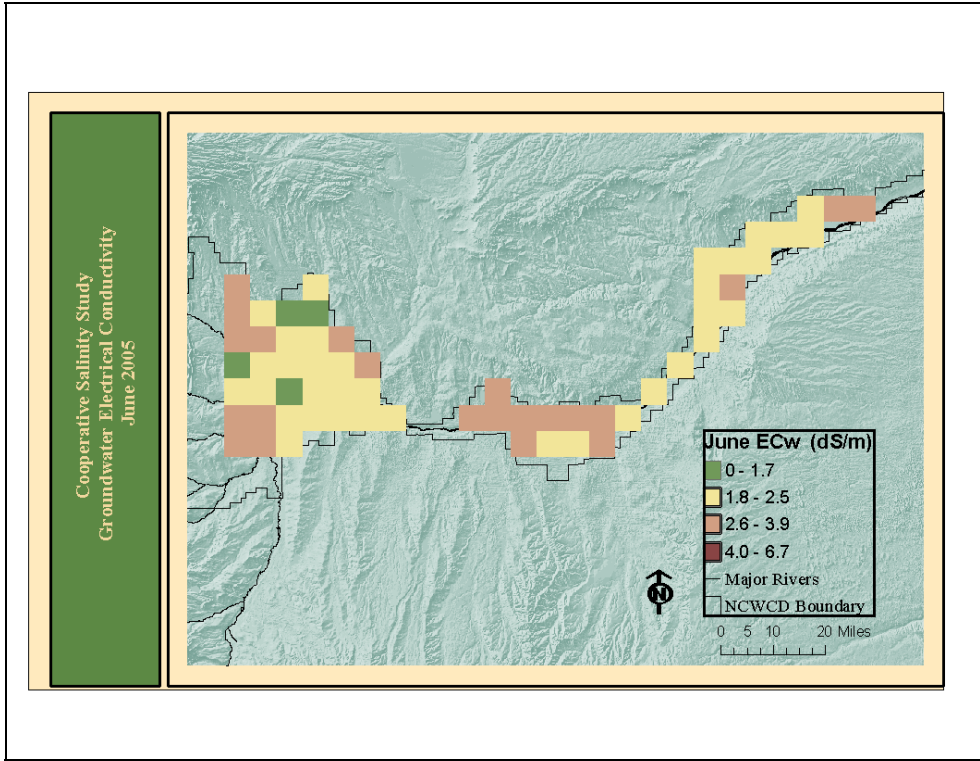 Cooperative Salinity Study
Groundwater Electrical Conductivity
June 2005
June ECw (dS/m)
0 - 1.7
1.8 - 2.5
2.6 - 3.9
4.0 - 6.7
Major Rivers
NCWCD Boundary
N
0 5 10 20 Miles